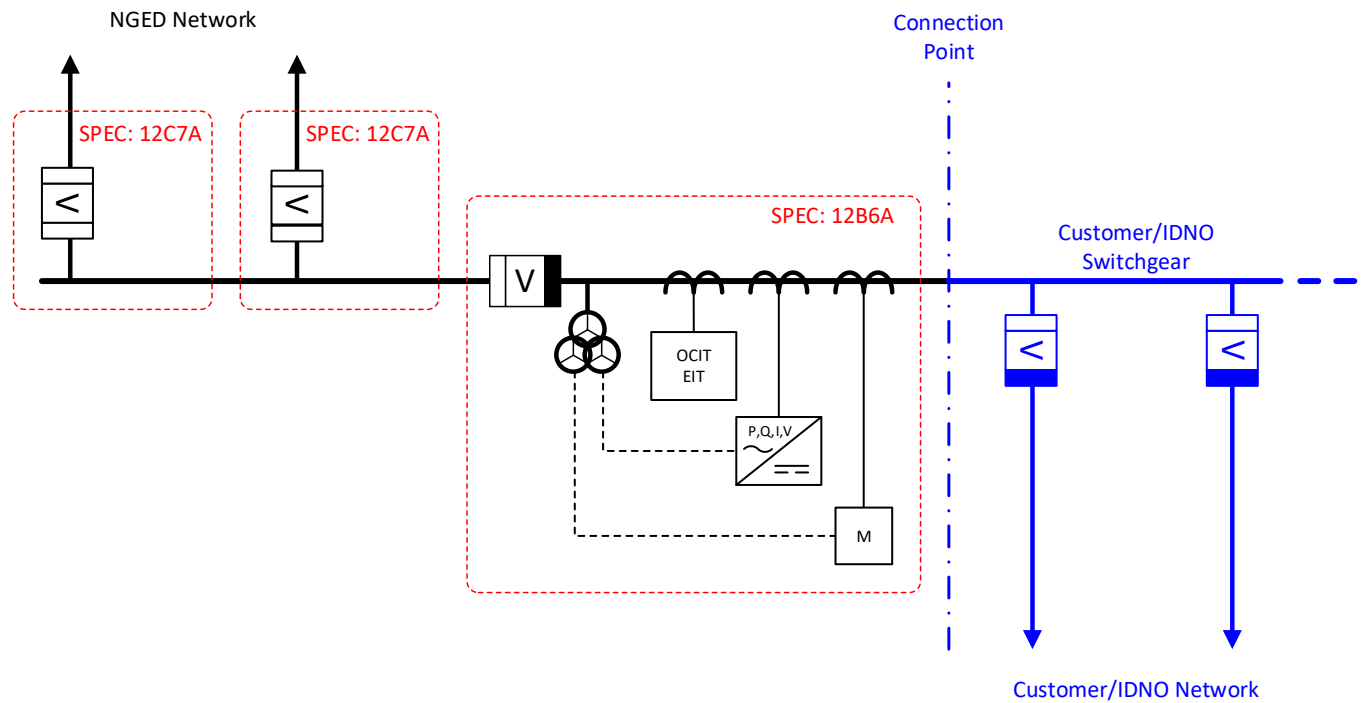 NGED Network
Connection
Point
SPEC: 12C7A
SPEC: 12C7A
V
V
SPEC: 12B6A
V
Customer/IDNO
Switchgear
OCIT
EIT
V
V
P,Q,I,V
M
Customer/IDNO Network